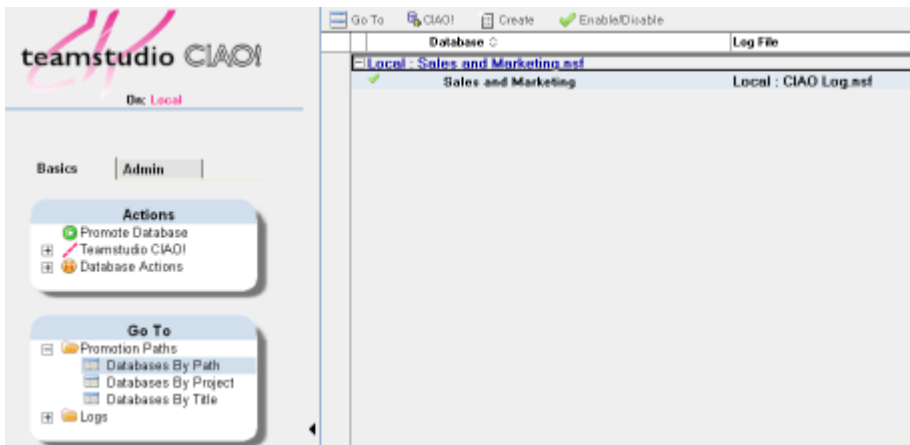 Go To CIAO! Create Enable/Disable
teamstudio CIAO!
On: Local
Database Log File
Local : Sales and Marketing.nsf
Sales and Marketing Local : CIAO Log.nsf
Basics Admin
Actions
Promote Database
Teamstudio CIAO!
Database Actions
Go To
Promotion Paths
Databases By Path
Databases By Project
Databases By Title
Logs